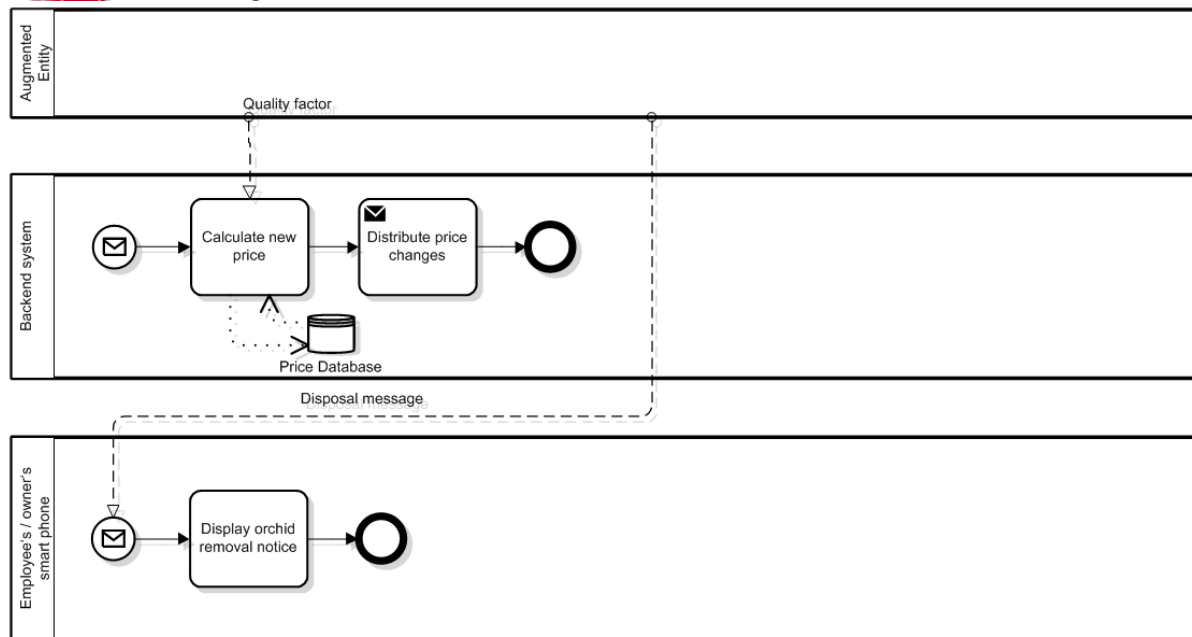 Augmented
Entity
Quality factor
Backend system
Calculate new
price
Distribute price
changes
Price Database
Disposal message
Employee's / owner's
smart phone
Display orchid
removal notice